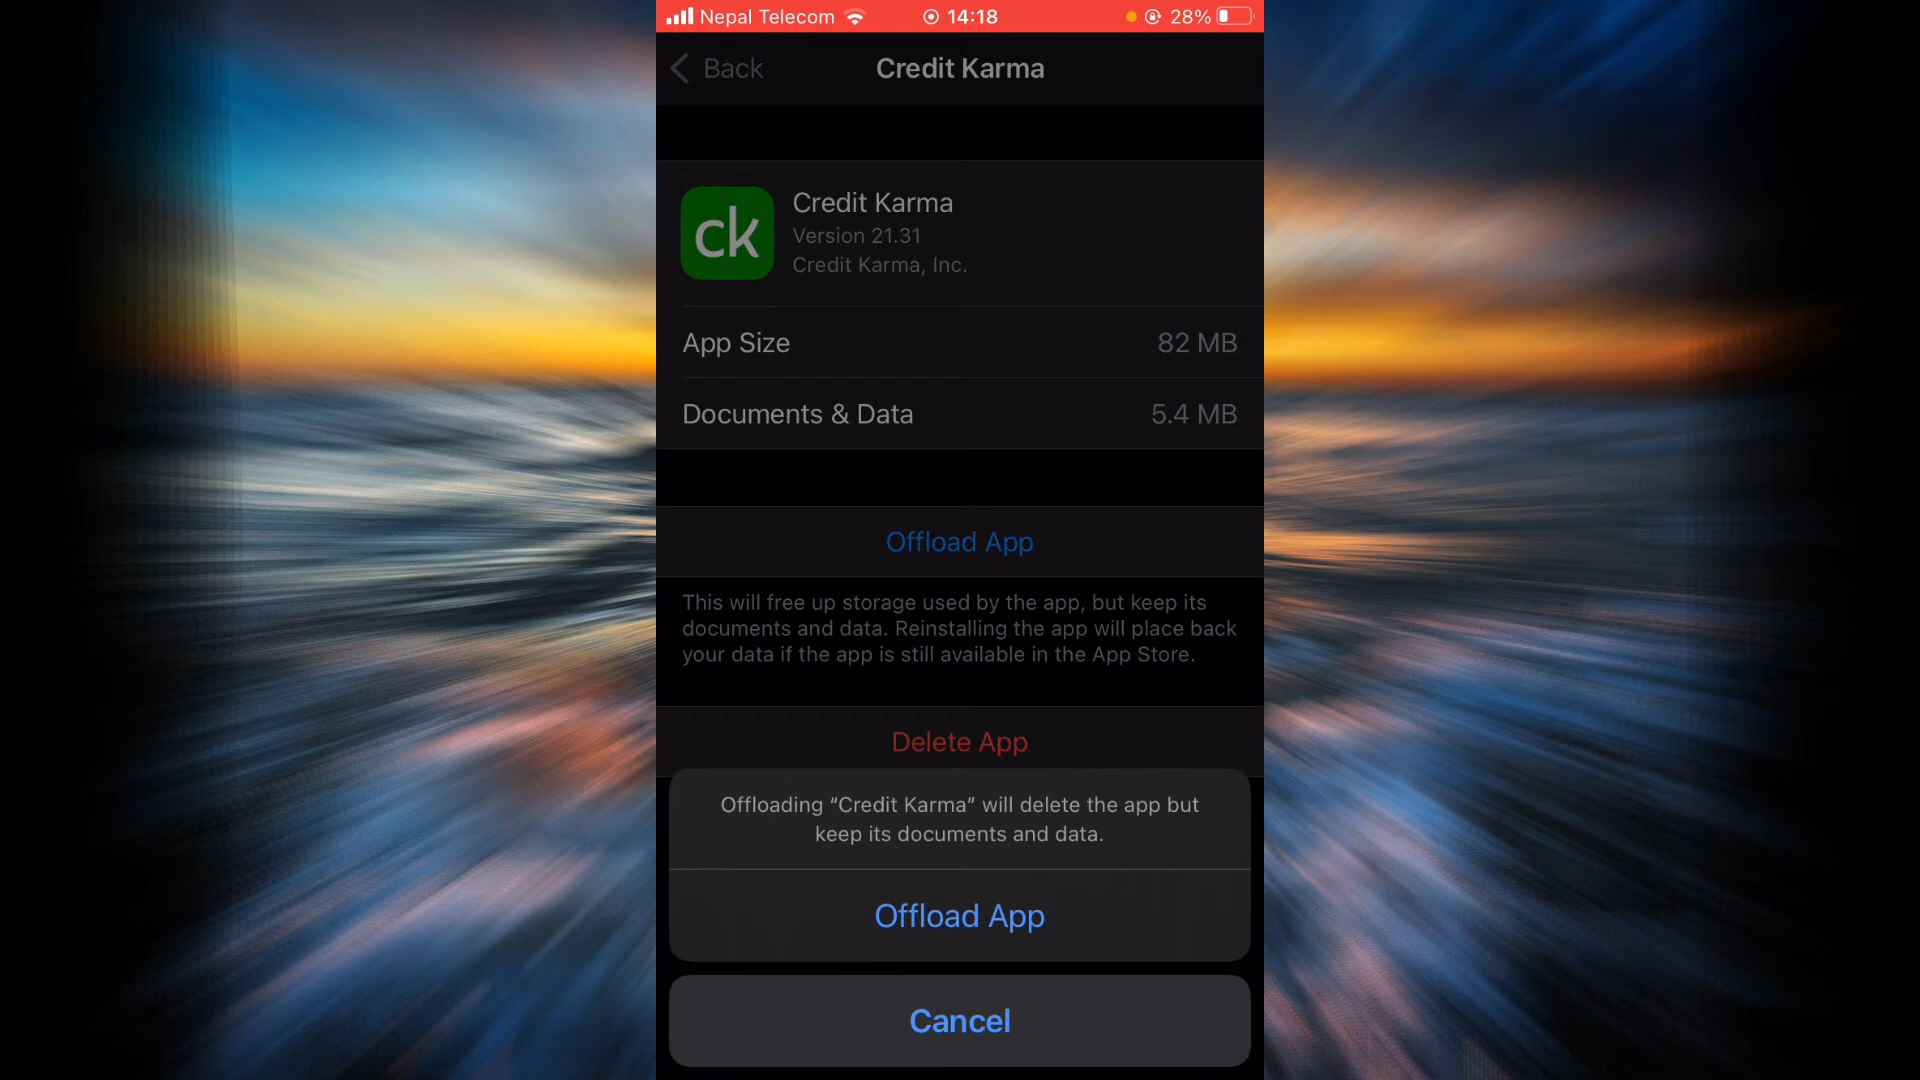 Nepal Telecom 14:18 28%
Back Credit Karma
ck
Credit Karma
Version 21.31
Credit Karma, Inc.
App Size 82 MB
Documents & Data 5.4 MB
Offload App
This will free up storage used by the app, but keep its
documents and data. Reinstalling the app will place back
your data if the app is still available in the App Store.
Delete App
Offloading “Credit Karma” will delete the app but
keep its documents and data.
Offload App
Cancel